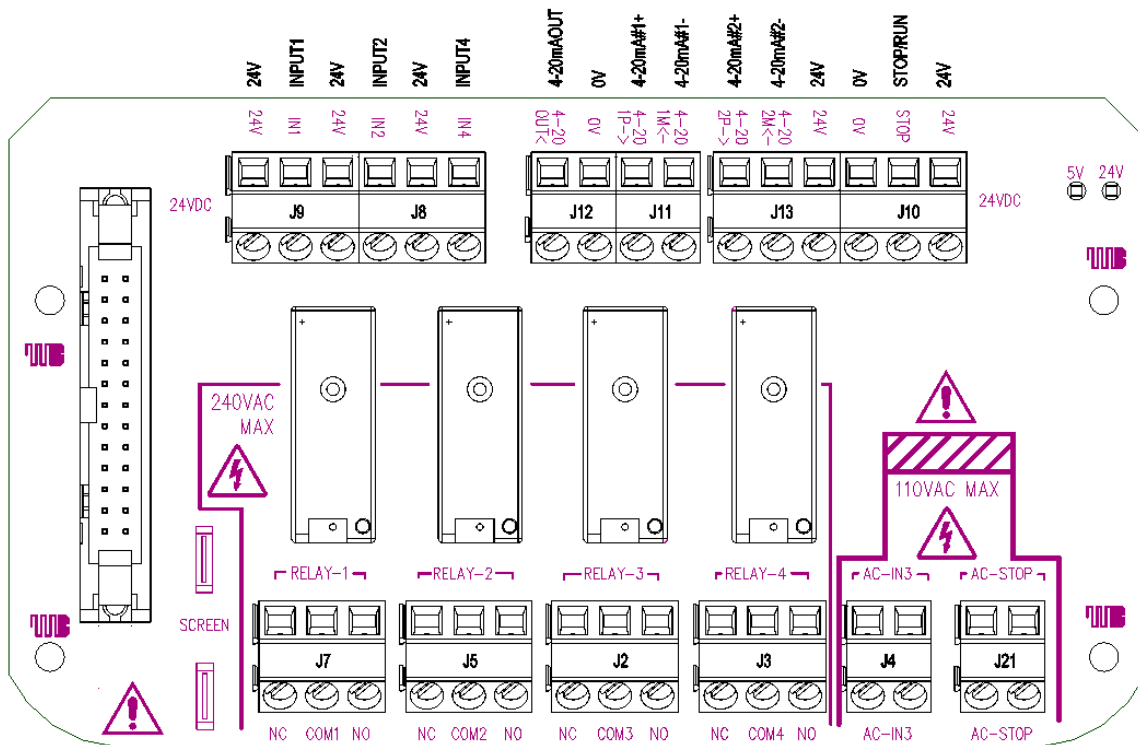 24V INPUT1 24V INPUT2 24V INPUT4 4-20mAOUT 0V 4-20mA#1+ 4-20mA#1- 4-20mA#2+ 4-20mA#2- 24V 0V STOP/RUN 24V
24V IN1 24V IN2 24V IN4 4-20 OUT< 0V 4-20 1P-> 4-20 1M<- 4-20 2P-> 4-20 2M<- 24V 0V STOP 24V
5V 24V
24VDC J9 J8 J12 J11 J13 J10 24VDC
240VAC
MAX
110VAC MAX
RELAY-1 RELAY-2 RELAY-3 RELAY-4 AC-IN3 AC-STOP
SCREEN
J7 J5 J2 J3 J4 J21
NC COM1 NO NC COM2 NO NC COM3 NO NC COM4 NO AC-IN3 AC-STOP